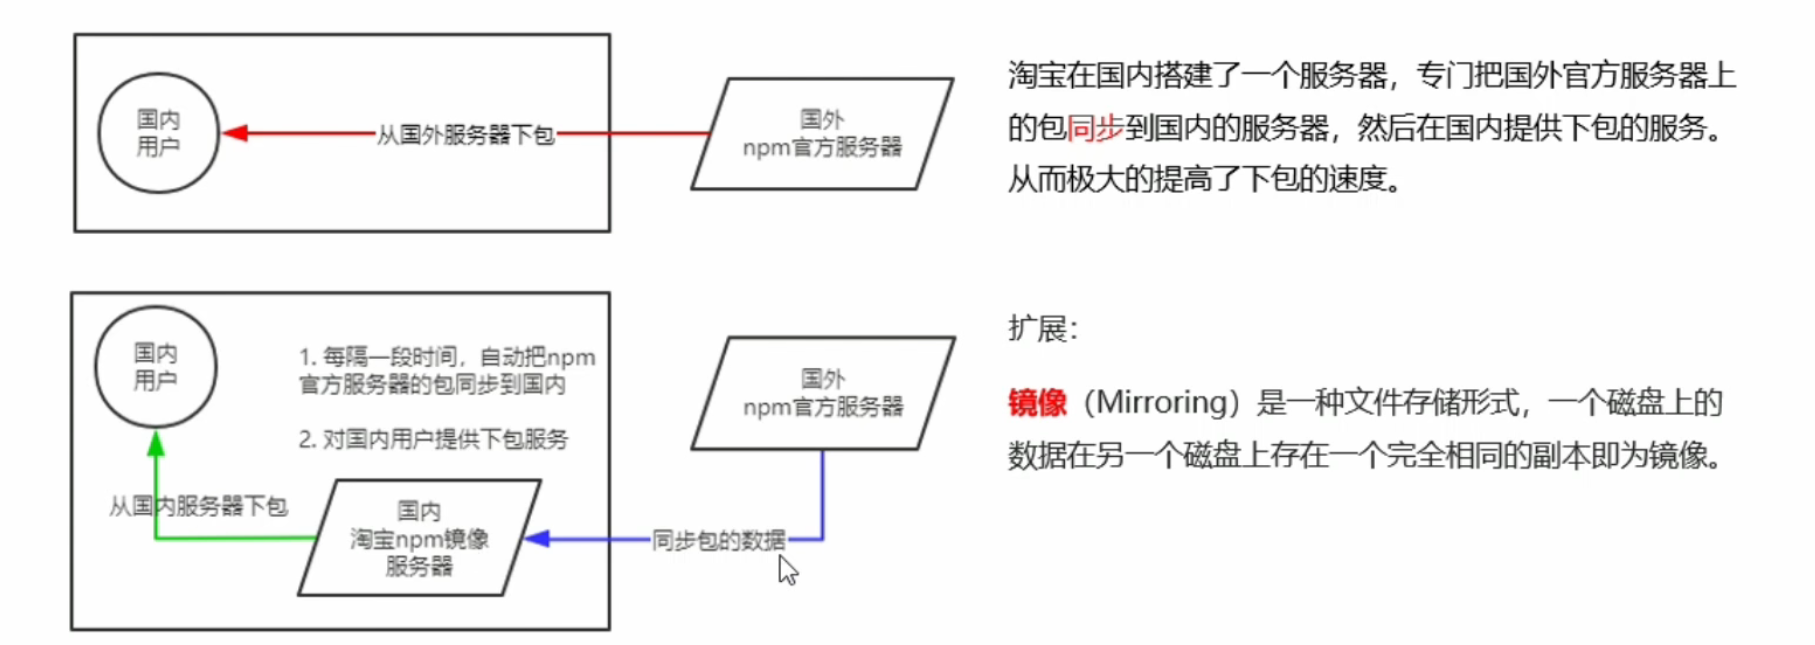 国内
用户
从国外服务器下包
国外
npm官方服务器
淘宝在国内搭建了一个服务器，专门把国外官方服务器上
的包同步到国内的服务器，然后在国内提供下包的服务。
从而极大的提高了下包的速度。
国内
用户
1. 每隔一段时间，自动把npm
官方服务器的包同步到国内
2. 对国内用户提供下包服务
从国内服务器下包
国内
淘宝npm镜像
服务器
同步包的数据
国外
npm官方服务器
扩展：
镜像（Mirroring）是一种文件存储形式，一个磁盘上的
数据在另一个磁盘上存在一个完全相同的副本即为镜像。